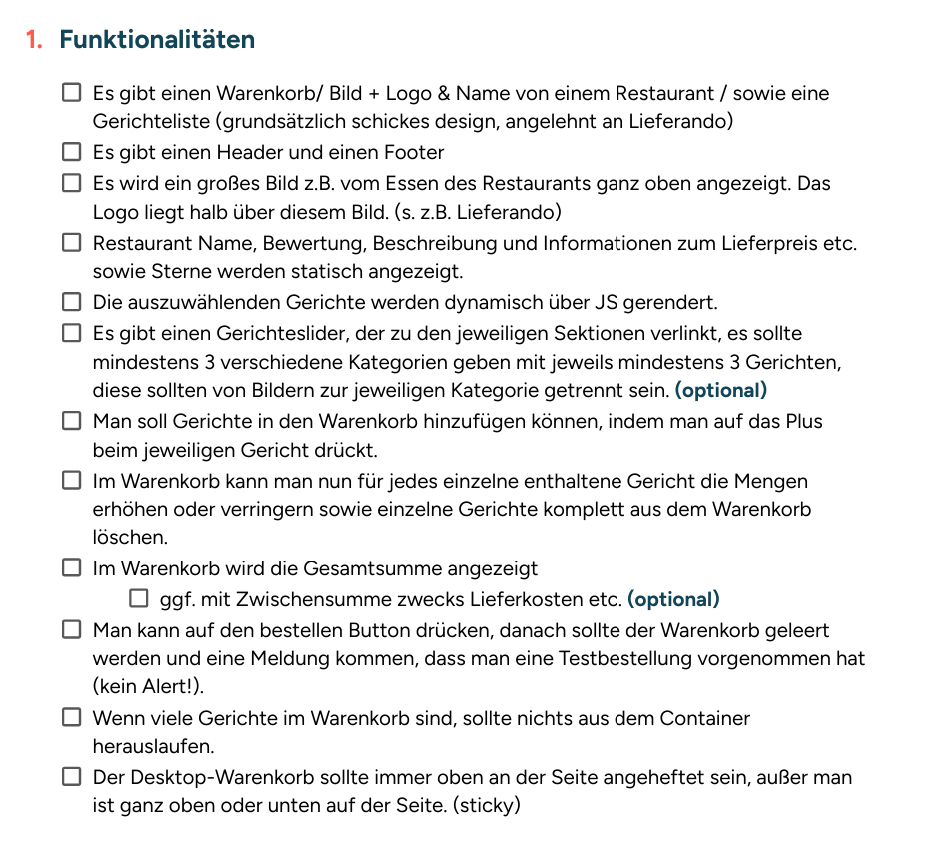 1. Funktionalitäten
Es gibt einen Warenkorb/ Bild + Logo & Name von einem Restaurant / sowie eine
Gerichteliste (grundsätzlich schickes design, angelehnt an Lieferando)
Es gibt einen Header und einen Footer
Es wird ein großes Bild z.B. vom Essen des Restaurants ganz oben angezeigt. Das
Logo liegt halb über diesem Bild. (s. z.B. Lieferando)
Restaurant Name, Bewertung, Beschreibung und Informationen zum Lieferpreis etc.
sowie Sterne werden statisch angezeigt.
Die auszuwählenden Gerichte werden dynamisch über JS gerendert.
Es gibt einen Gerichteslider, der zu den jeweiligen Sektionen verlinkt, es sollte
mindestens 3 verschiedene Kategorien geben mit jeweils mindestens 3 Gerichten,
diese sollten von Bildern zur jeweiligen Kategorie getrennt sein. (optional)
Man soll Gerichte in den Warenkorb hinzufügen können, indem man auf das Plus
beim jeweiligen Gericht drückt.
Im Warenkorb kann man nun für jedes einzelne enthaltene Gericht die Mengen
erhöhen oder verringern sowie einzelne Gerichte komplett aus dem Warenkorb
löschen.
Im Warenkorb wird die Gesamtsumme angezeigt
ggf. mit Zwischensumme zwecks Lieferkosten etc. (optional)
Man kann auf den bestellen Button drücken, danach sollte der Warenkorb geleert
werden und eine Meldung kommen, dass man eine Testbestellung vorgenommen hat
(kein Alert!).
Wenn viele Gerichte im Warenkorb sind, sollte nichts aus dem Container
herauslaufen.
Der Desktop-Warenkorb sollte immer oben an der Seite angeheftet sein, außer man
ist ganz oben oder unten auf der Seite. (sticky)